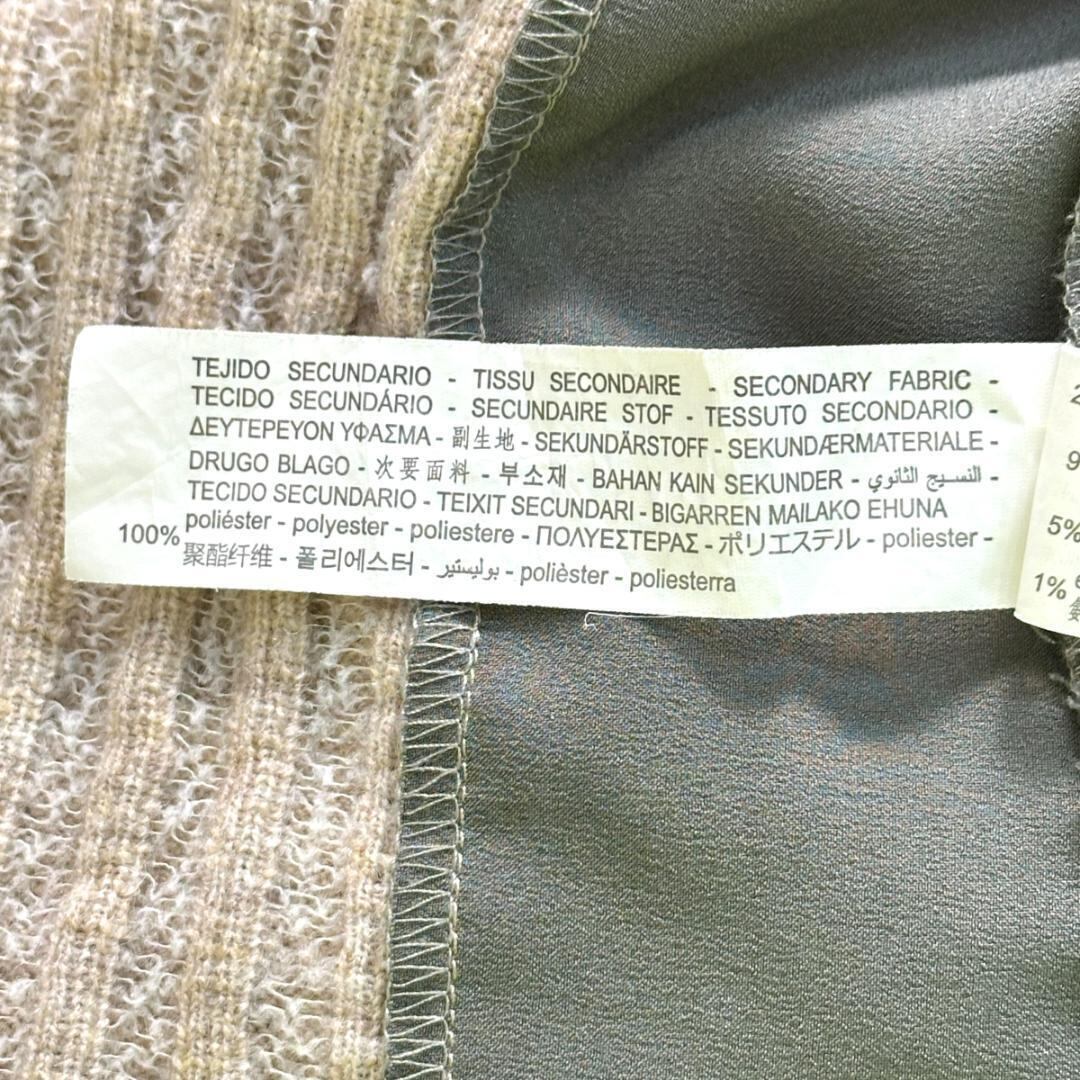 TEJIDO SECUNDARIO - TISSU SECONDAIRE - SECONDARY FABRIC -
TECIDO SECUNDÁRIO - SECUNDAIRE STOF - TESSUTO SECONDARIO -
ΔΕΥΤΕΡΕΥΟΝ ΥΦΑΣΜΑ - 副生地 - SEKUNDÄRSTOFF - SEKUNDÆRMATERIALE -
DRUGO BLAGO - 次要面料 - 부소재 - BAHAN KAIN SEKUNDER - النسيج الثانوي -
TECIDO SECUNDARIO - TEIXIT SECUNDARI - BIGARREN MAILAKO EHUNA
100% poliéster - polyester - poliestere - ΠΟΛΥΕΣΤΕΡΑΣ - ポリエステル - poliester -
聚酯纤维 - 폴리에스터 - بوليستير - polièster - poliesterra
2
9
5%
1%